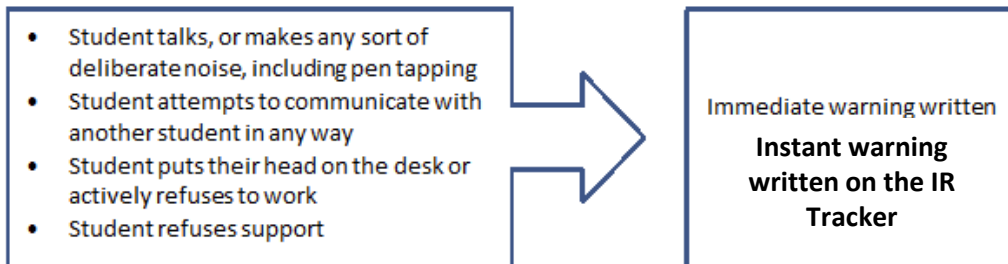 • Student talks, or makes any sort of
deliberate noise, including pen tapping
• Student attempts to communicate with
another student in any way
• Student puts their head on the desk or
actively refuses to work
• Student refuses support
Immediate warning written
Instant warning
written on the IR
Tracker